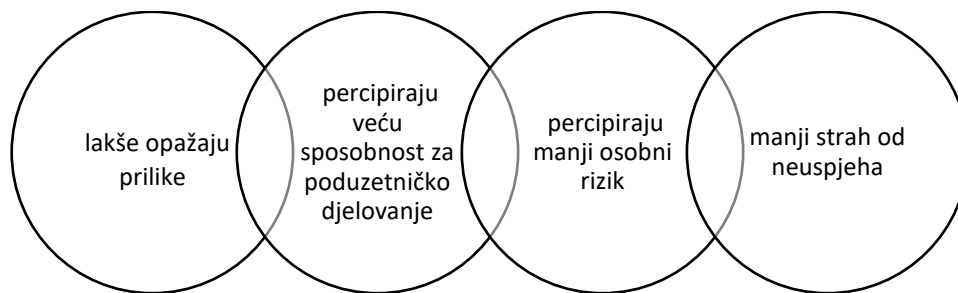 lakše opažaju
prilike
percipiraju
veću
sposobnost za
poduzetničko
djelovanje
percipiraju
manji osobni
rizik
manji strah od
neuspjeha